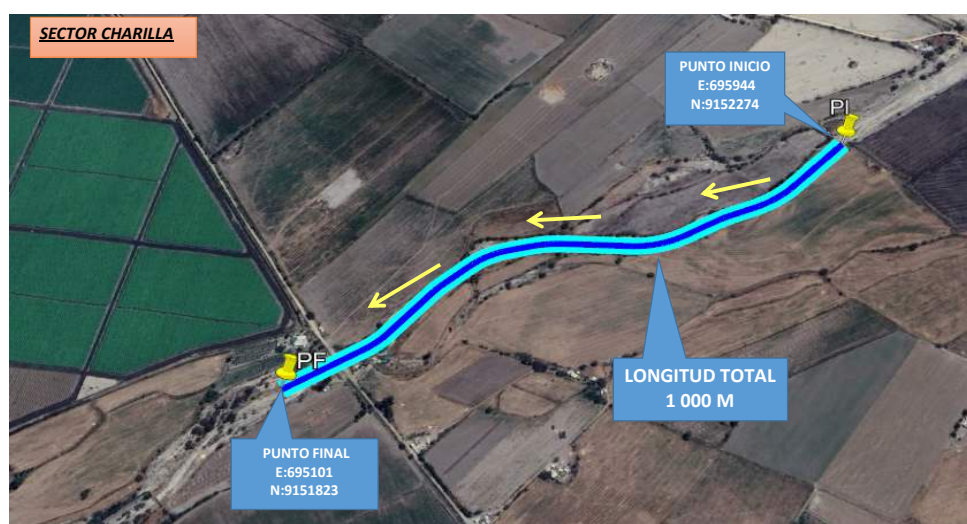 SECTOR CHARILLA
PUNTO INICIO
E:695944
N:9152274
PI
LONGITUD TOTAL
1 000 M
PF
PUNTO FINAL
E:695101
N:9151823